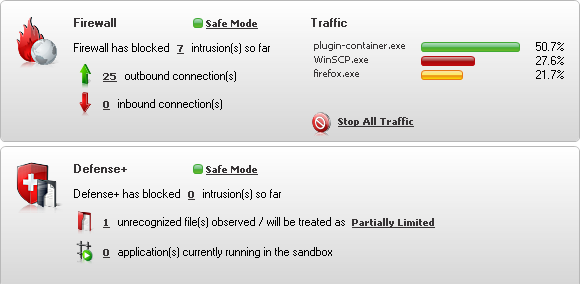 Firewall Safe Mode Traffic
Firewall has blocked 7 intrusion(s) so far plugin-container.exe 50.7%
WinSCP.exe 27.6%
25 outbound connection(s) firefox.exe 21.7%
0 inbound connection(s)
Stop All Traffic
Defense+ Safe Mode
Defense+ has blocked 0 intrusion(s) so far
1 unrecognized file(s) observed / will be treated as Partially Limited
0 application(s) currently running in the sandbox